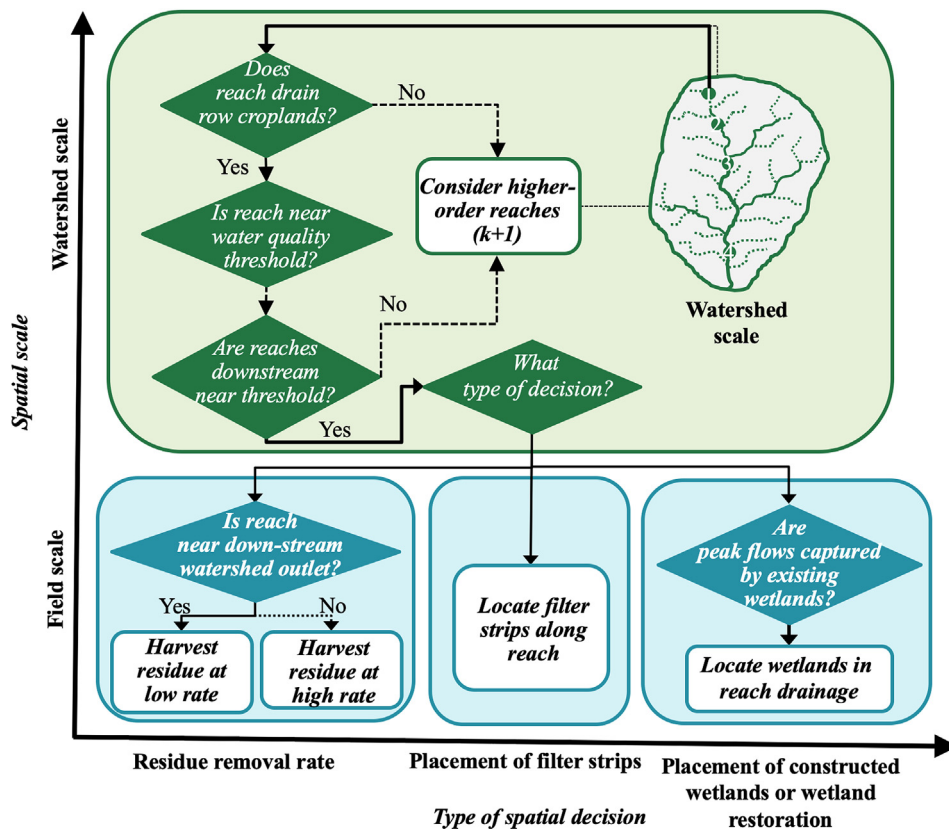 Does
reach drain
row croplands?
No
Yes
Consider higher-
order reaches
(k+1)
1
2
3
4
Is reach near
water quality
threshold?
Watershed
scale
No
Are reaches
downstream
near threshold?
What
type of decision?
Yes
Watershed scale
Spatial scale
Field scale
Is reach
near down-stream
watershed outlet?
Yes
No
Harvest
residue at
low rate
Harvest
residue at
high rate
Locate filter
strips along
reach
Are
peak flows captured
by existing
wetlands?
Locate wetlands in
reach drainage
Residue removal rate
Placement of filter strips
Placement of constructed
wetlands or wetland
restoration
Type of spatial decision